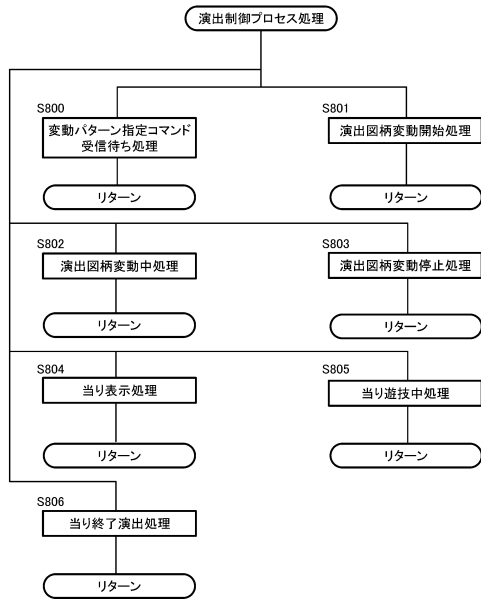 演出制御プロセス処理
S800
変動パターン指定コマンド
受信待ち処理
リターン
S801
演出図柄変動開始処理
リターン
S802
演出図柄変動中処理
リターン
S803
演出図柄変動停止処理
リターン
S804
当り表示処理
リターン
S805
当り遊技中処理
リターン
S806
当り終了演出処理
リターン